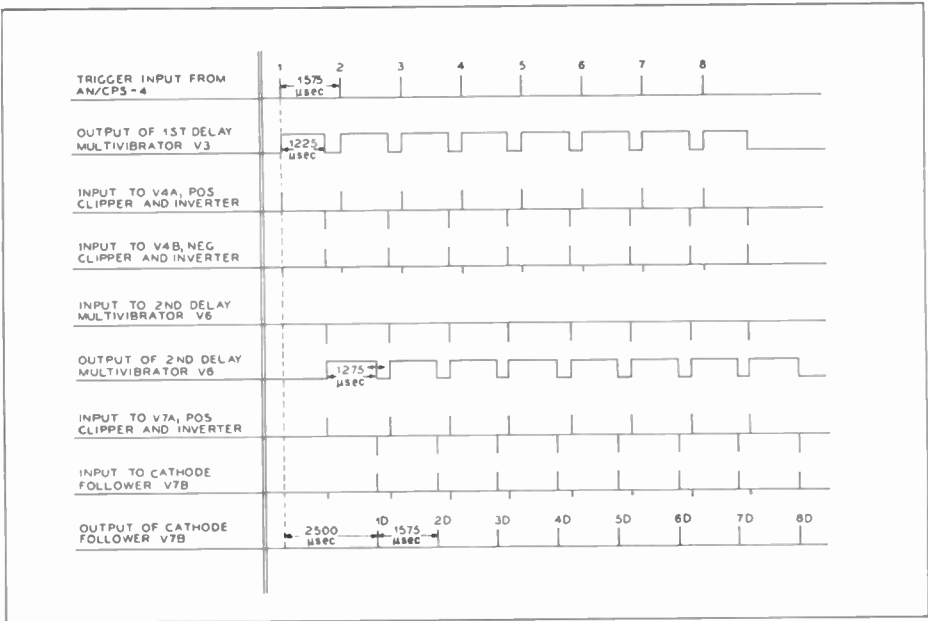 1 2 3 4 5 6 7 8
TRIGGER INPUT FROM
AN/CPS-4
1575
µsec
OUTPUT OF 1ST DELAY
MULTIVIBRATOR V3
1225
µsec
INPUT TO V4A, POS
CLIPPER AND INVERTER
INPUT TO V4B, NEG
CLIPPER AND INVERTER
INPUT TO 2ND DELAY
MULTIVIBRATOR V6
OUTPUT OF 2ND DELAY
MULTIVIBRATOR V6
1275
µsec
INPUT TO V7A, POS
CLIPPER AND INVERTER
INPUT TO CATHODE
FOLLOWER V7B
1D 2D 3D 4D 5D 6D 7D 8D
OUTPUT OF CATHODE
FOLLOWER V7B
2500
µsec
1575
µsec